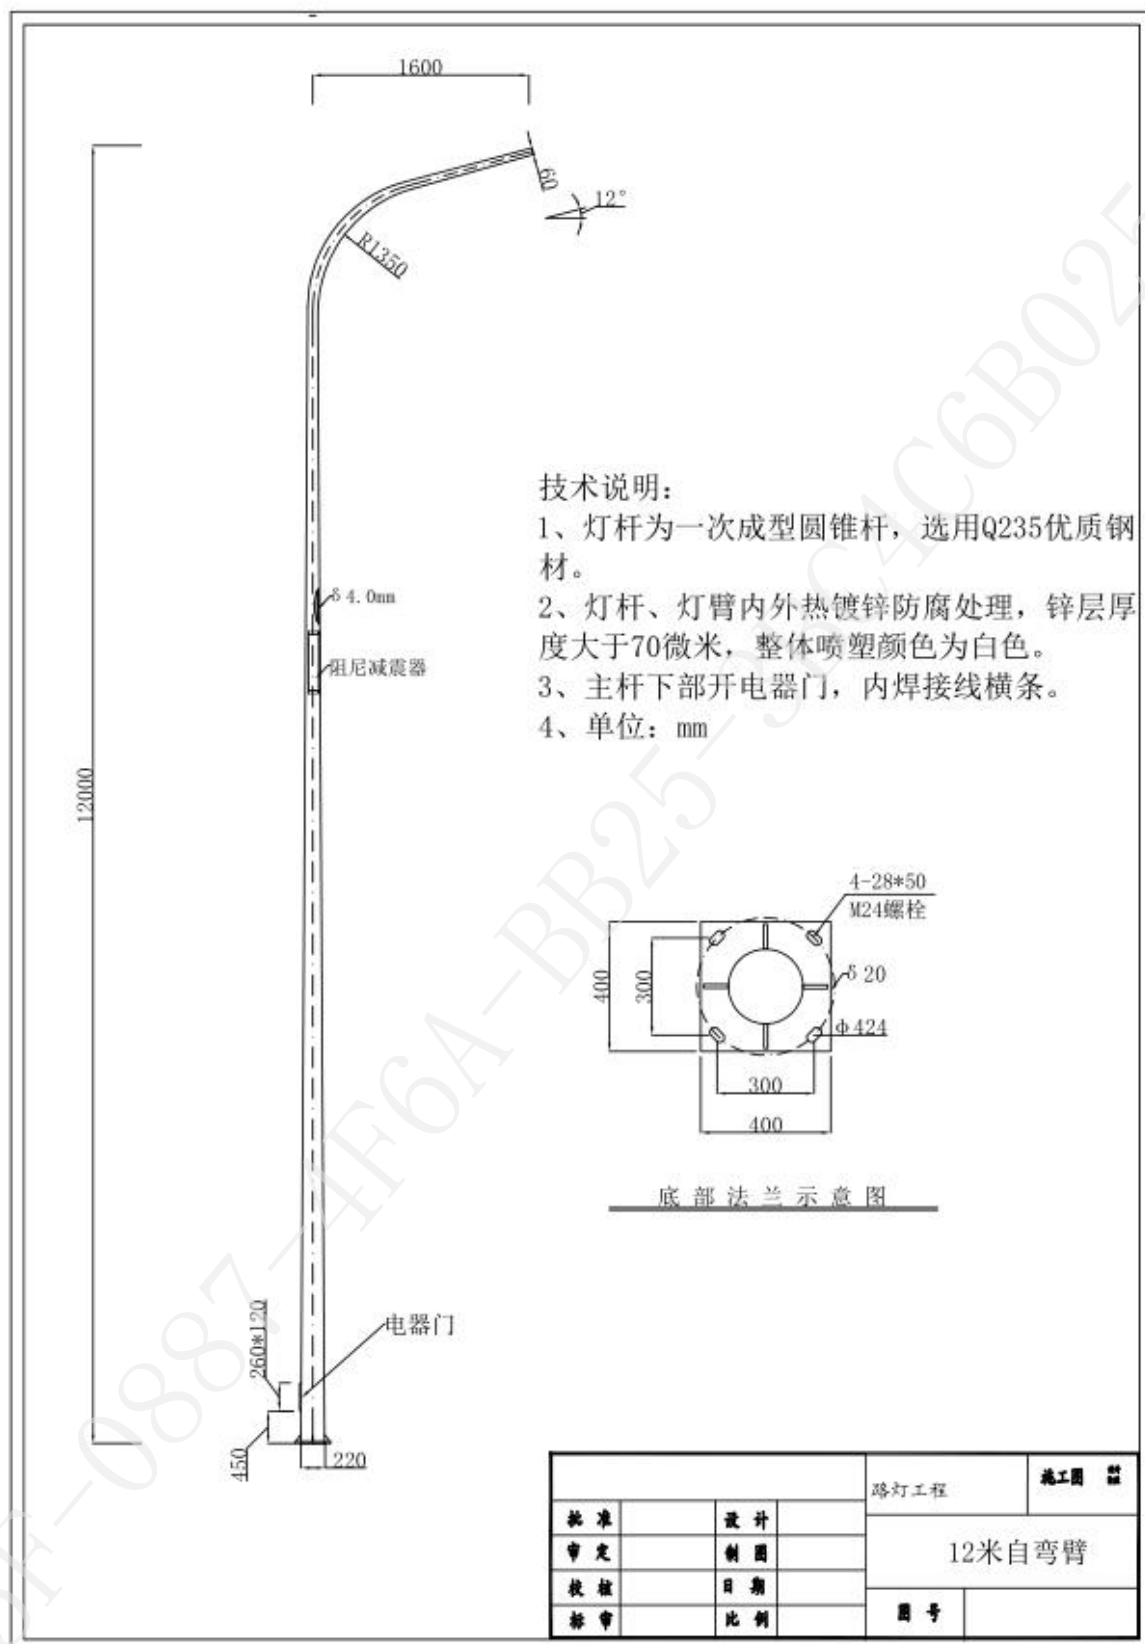 1600
60
12°
R1350
技术说明：
1、灯杆为一次成型圆锥杆，选用Q235优质钢
材。
2、灯杆、灯臂内外热镀锌防腐处理，锌层厚
度大于70微米，整体喷塑颜色为白色。
3、主杆下部开电器门，内焊接线横条。
4、单位：mm
δ4.0mm
阻尼减震器
12000
4-28*50
M24螺栓
400
300
δ20
φ424
300
400
底部法兰示意图
电器门
260*120
450
220
路灯工程
施工图
批准
设计
审定
制图
12米自弯臂
校核
日期
标审
比例
图号